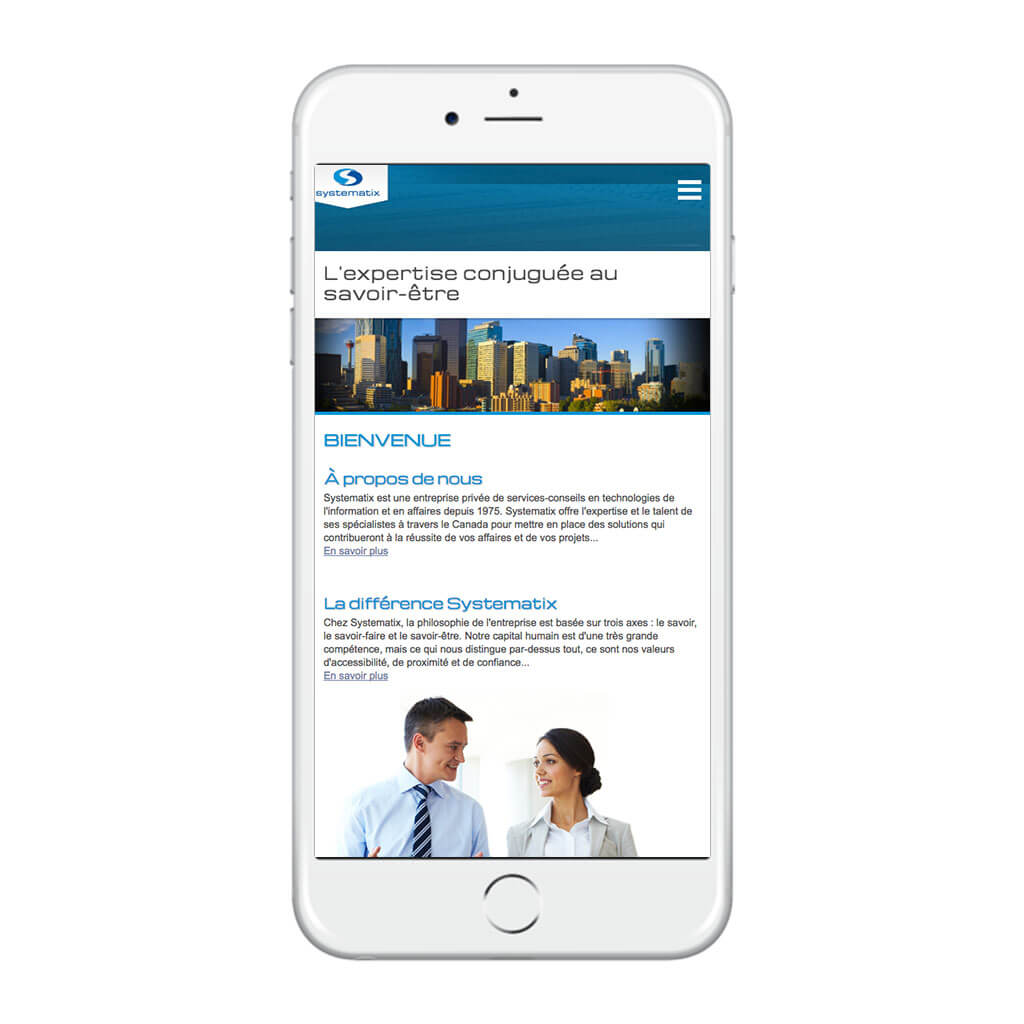 systematix
L'expertise conjuguée au
savoir-être
BIENVENUE
À propos de nous
Systematix est une entreprise privée de services-conseils en technologies de
l'information et en affaires depuis 1975. Systematix offre l'expertise et le talent de
ses spécialistes à travers le Canada pour mettre en place des solutions qui
contribueront à la réussite de vos affaires et de vos projets...
En savoir plus
La différence Systematix
Chez Systematix, la philosophie de l'entreprise est basée sur trois axes : le savoir,
le savoir-faire et le savoir-être. Notre capital humain est d'une très grande
compétence, mais ce qui nous distingue par-dessus tout, ce sont nos valeurs
d'accessibilité, de proximité et de confiance...
En savoir plus